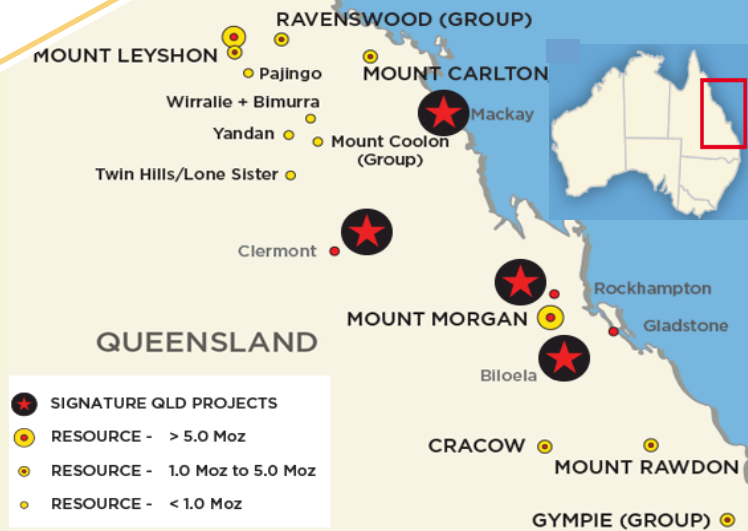 RAVENSWOOD (GROUP)
MOUNT LEYSHON
Pajingo
MOUNT CARLTON
Wirralie + Bimurra
Mackay
Yandan
Mount Coolon
(Group)
Twin Hills/Lone Sister
Clermont
Rockhampton
MOUNT MORGAN
Gladstone
QUEENSLAND
Biloela
SIGNATURE QLD PROJECTS
RESOURCE - > 5.0 Moz
RESOURCE - 1.0 Moz to 5.0 Moz
RESOURCE - < 1.0 Moz
CRACOW
MOUNT RAWDON
GYMPIE (GROUP)